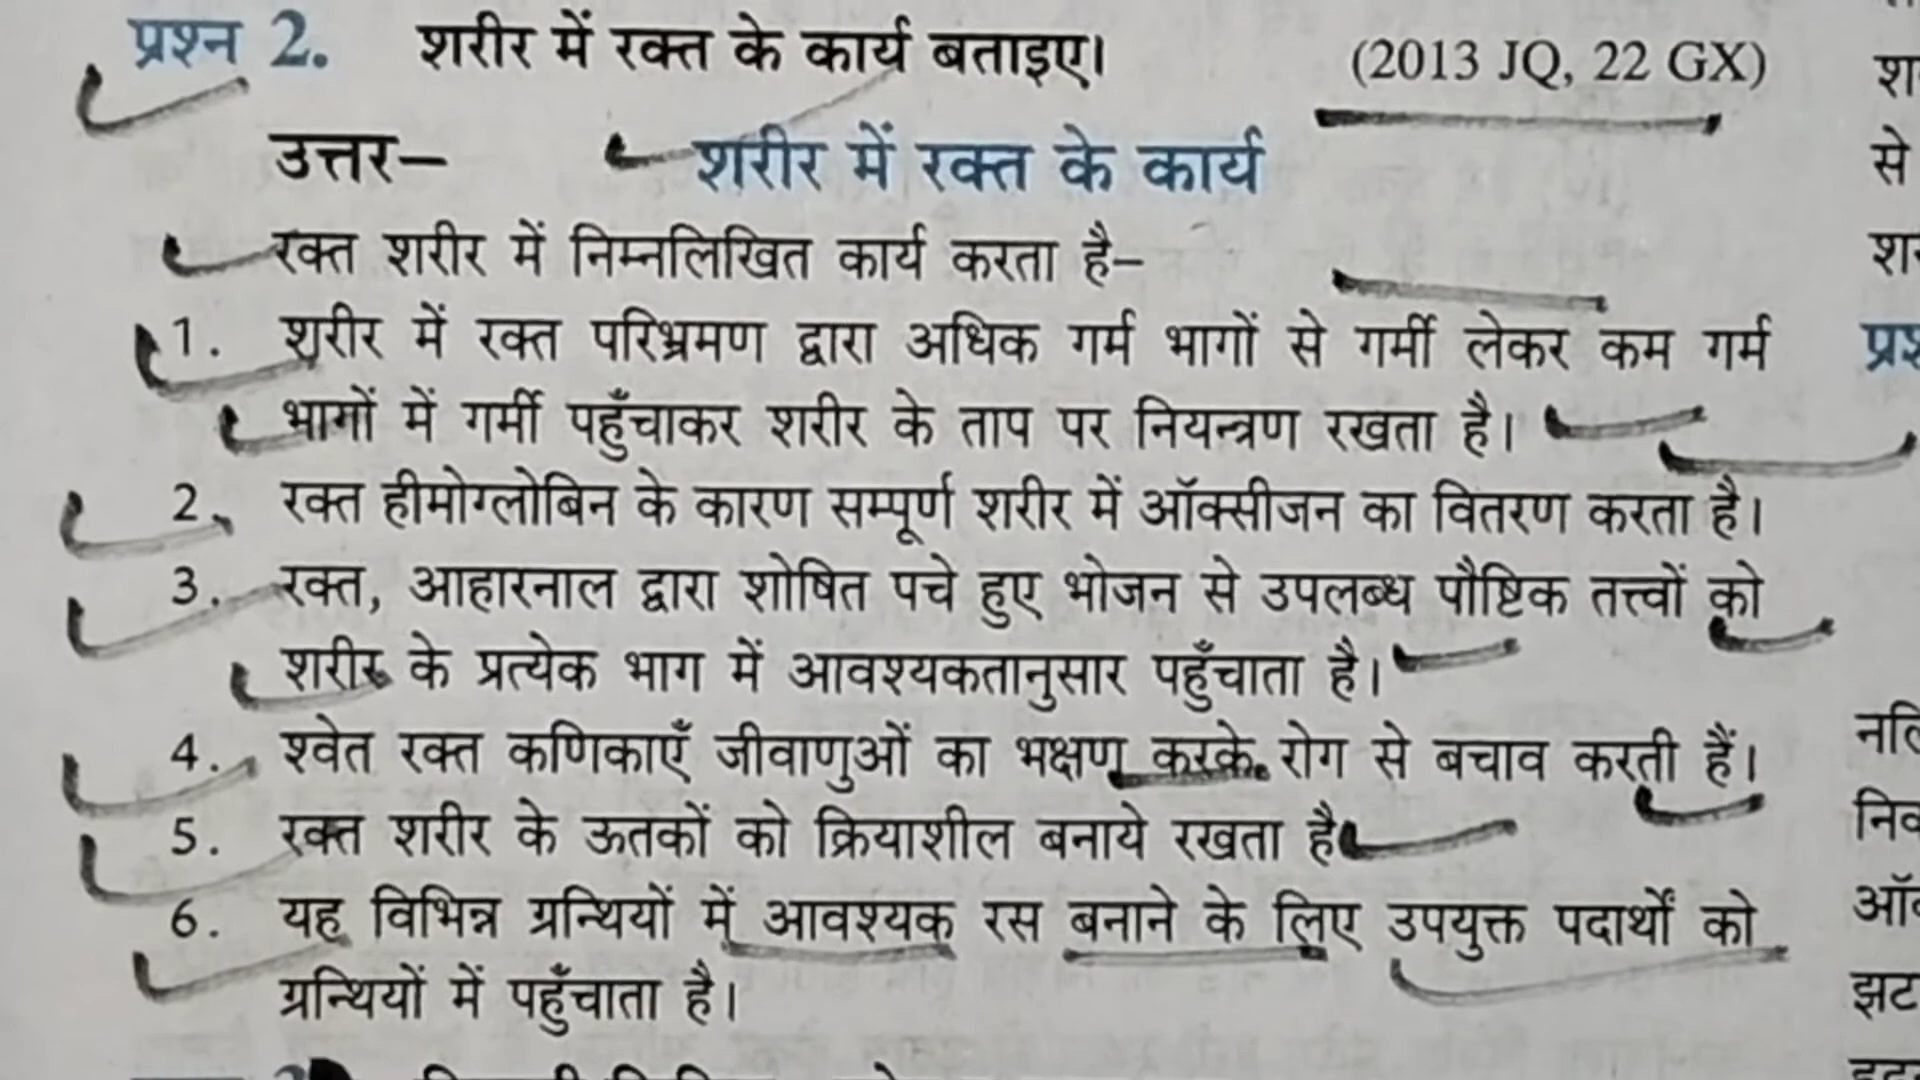 प्रश्न 2. शरीर में रक्त के कार्य बताइए। (2013 JQ, 22 GX)
उत्तर– शरीर में रक्त के कार्य
रक्त शरीर में निम्नलिखित कार्य करता है–
1. शरीर में रक्त परिभ्रमण द्वारा अधिक गर्म भागों से गर्मी लेकर कम गर्म
भागों में गर्मी पहुँचाकर शरीर के ताप पर नियन्त्रण रखता है।
2. रक्त हीमोग्लोबिन के कारण सम्पूर्ण शरीर में ऑक्सीजन का वितरण करता है।
3. रक्त, आहारनाल द्वारा शोषित पचे हुए भोजन से उपलब्ध पौष्टिक तत्त्वों को
शरीर के प्रत्येक भाग में आवश्यकतानुसार पहुँचाता है।
4. श्वेत रक्त कणिकाएँ जीवाणुओं का भक्षण करके रोग से बचाव करती हैं।
5. रक्त शरीर के ऊतकों को क्रियाशील बनाये रखता है
6. यह विभिन्न ग्रन्थियों में आवश्यक रस बनाने के लिए उपयुक्त पदार्थों को
ग्रन्थियों में पहुँचाता है।
से